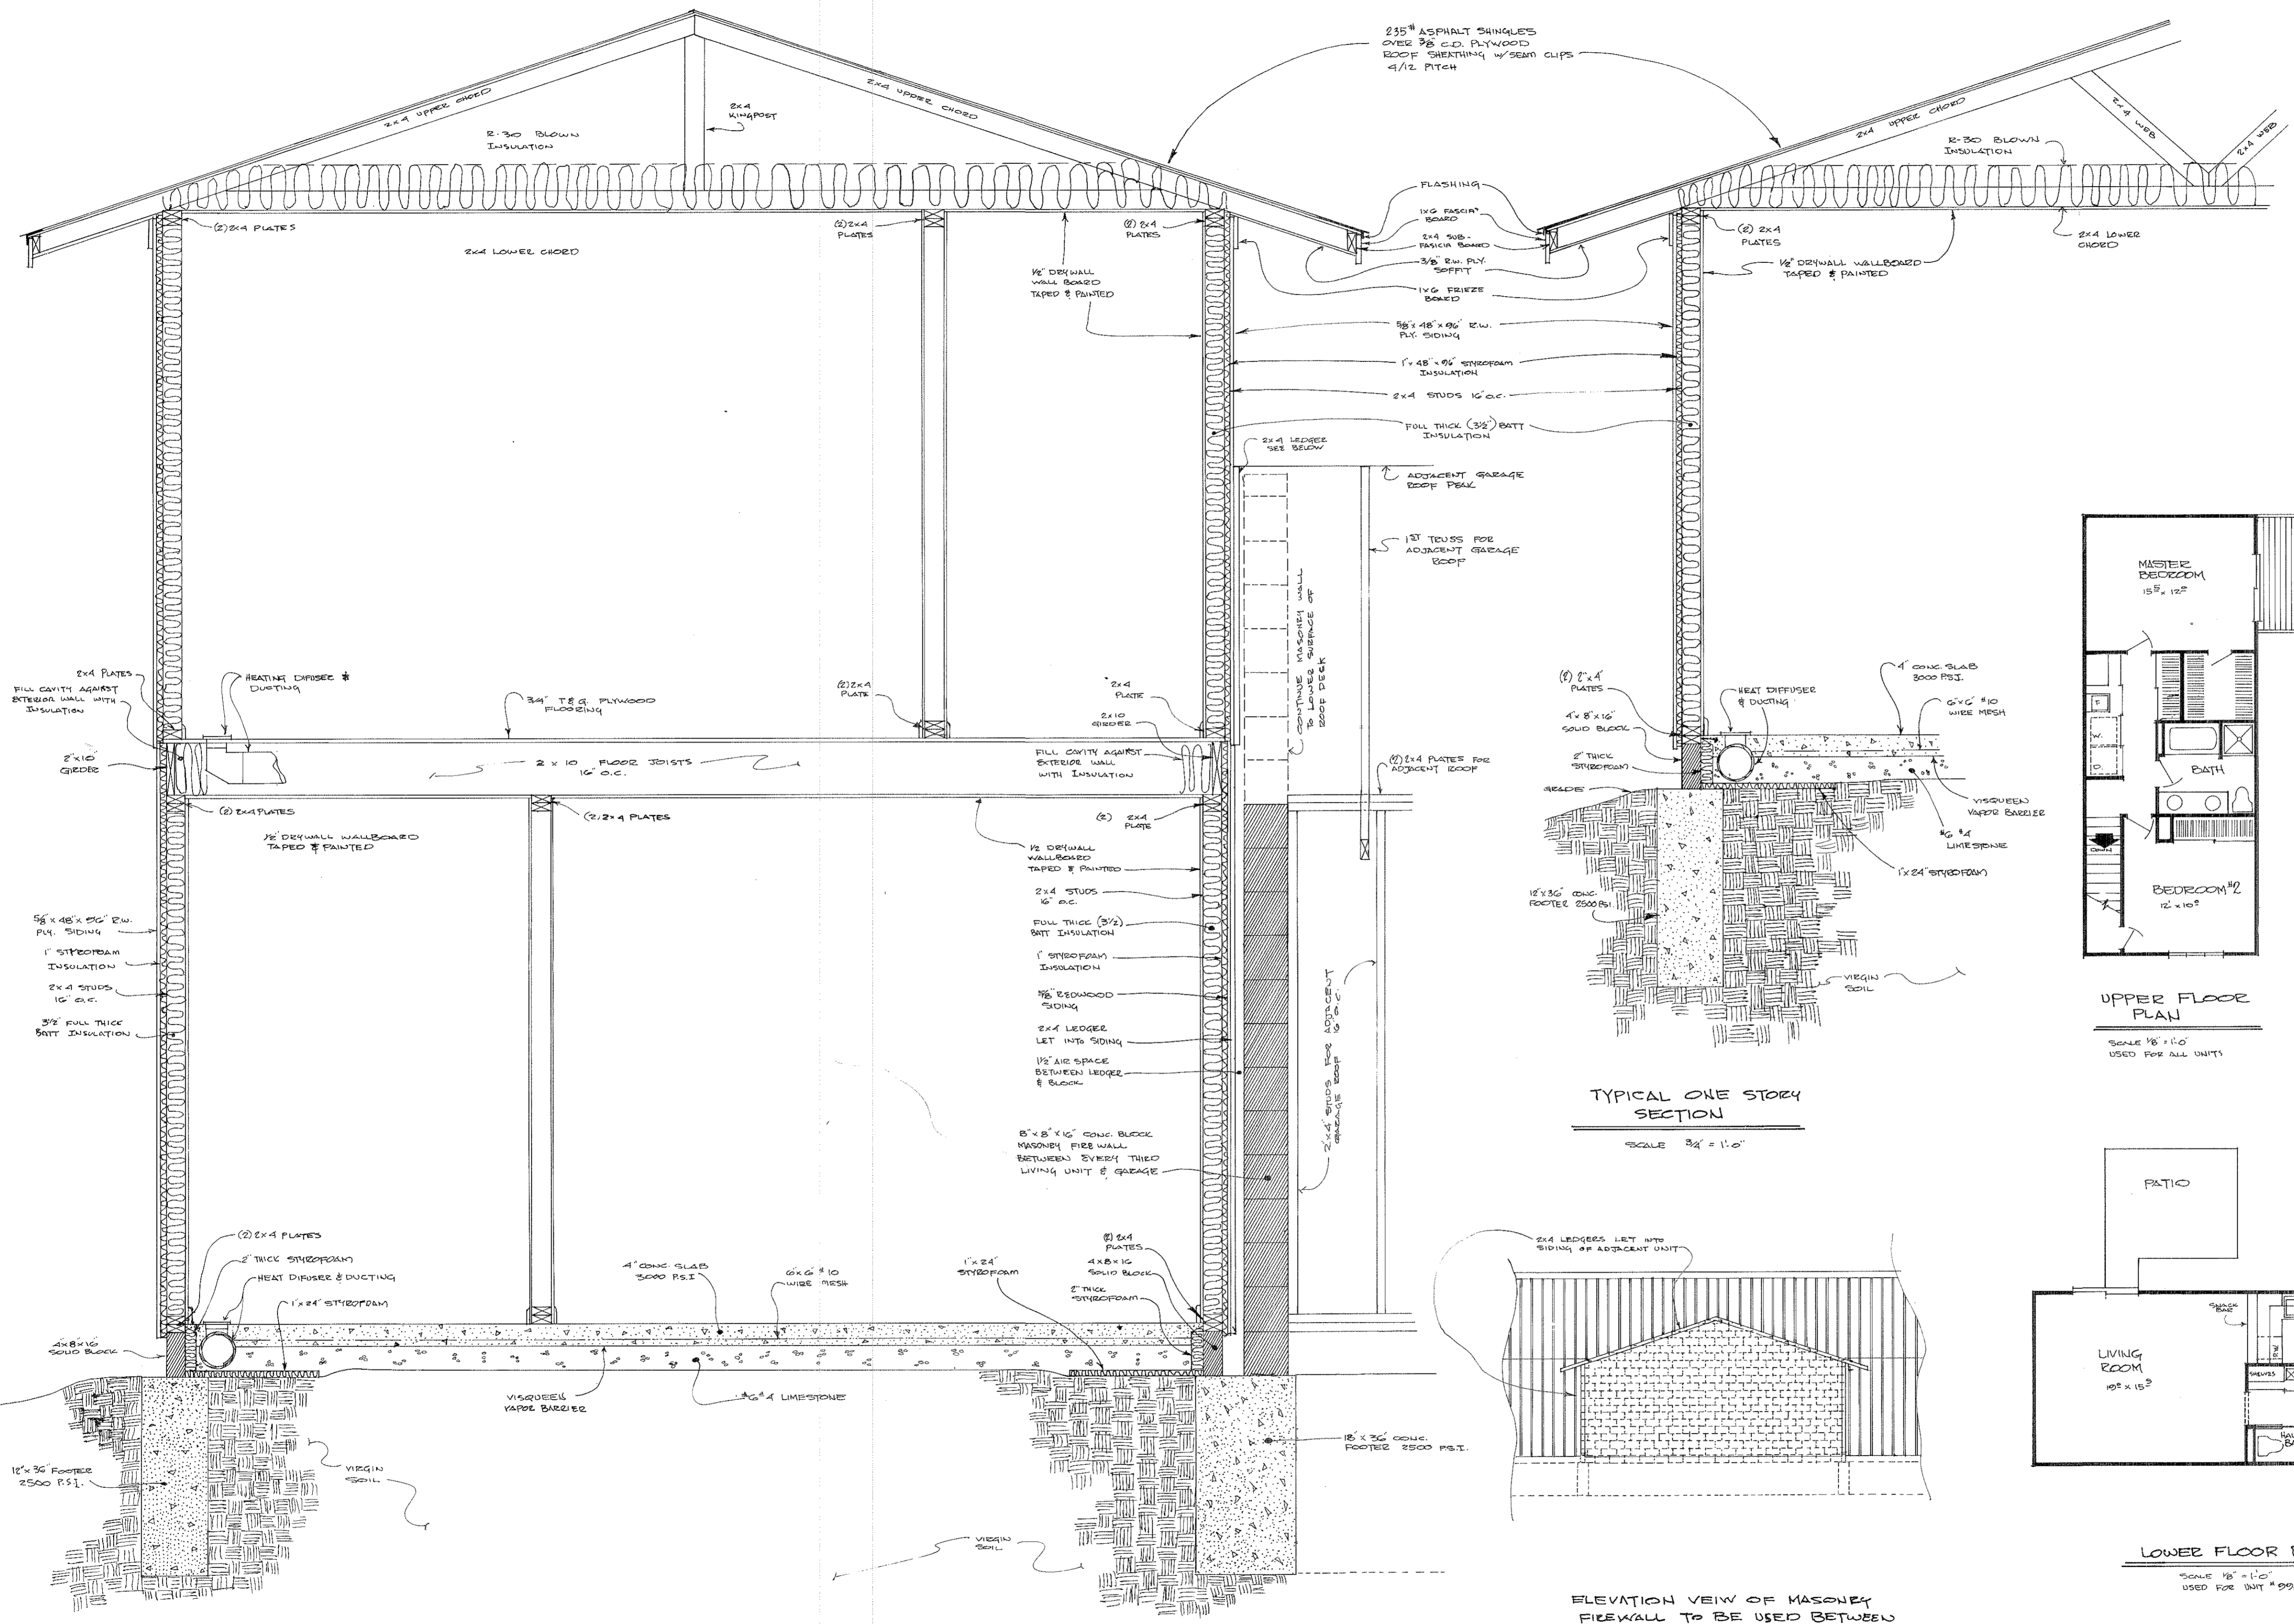 235# ASPHALT SHINGLES
OVER 3/8 C.D. PLYWOOD
ROOF SHEATHING W/SEAM CLIPS
4/12 PITCH
2x4 UPPER CHORD
2x4 UPPER CHORD
2x4
KINGPOST
R-30 BLOWN
INSULATION
2x4 UPPER CHORD
2x4 WEB
2x4 WEB
R-30 BLOWN
INSULATION
FLASHING
1x6 FASCIA
BOARD
2x4 SUB-
FASICIA BOARD
3/8" R.W. PLY.
SOFFIT
1x6 FRIEZE
BOARD
(2) 2x4 PLATES
2x4 LOWER CHORD
(2) 2x4
PLATES
(2) 2x4
PLATES
1/2" DRYWALL
WALL BOARD
TAPED & PAINTED
(2) 2x4
PLATES
2x4 LOWER
CHORD
1/2" DRYWALL WALLBOARD
TAPED & PAINTED
5/8"x 48"x 96" R.W.
PLY. SIDING
1"x 48"x 96" STYROFOAM
INSULATION
2x4 STUDS 16" O.C.
FULL THICK (3 1/2") BATT
INSULATION
2x4 LEDGER
SEE BELOW
ADJACENT GARAGE
ROOF PEAK
1ST TRUSS FOR
ADJACENT GARAGE
ROOF
CONTINUE MASONRY WALL
TO LOWER SURFACE OF
ROOF DECK
2x4 PLATES
FILL CAVITY AGAINST
EXTERIOR WALL WITH
INSULATION
HEATING DIFUSER &
DUCTING
3/4" T & G. PLYWOOD
FLOORING
(2) 2x4
PLATE
2x4
PLATE
2x10
GIRDER
2"x10"
GIRDER
2 x 10 FLOOR JOISTS
16" O.C.
FILL CAVITY AGAINST
EXTERIOR WALL
WITH INSULATION
(2) 2x4 PLATES FOR
ADJACENT ROOF
(2) 2x4 PLATES
1/2" DRYWALL WALLBOARD
TAPED & PAINTED
(2) 2x4 PLATES
(2) 2x4
PLATE
1/2 DRYWALL
WALLBOARD
TAPED & PAINTED
2x4 STUDS
16" O.C.
FULL THICK (3 1/2)
BATT INSULATION
1" STYROFOAM
INSULATION
5/8" REDWOOD
SIDING
2x4 LEDGER
LET INTO SIDING
1 1/2" AIR SPACE
BETWEEN LEDGER
& BLOCK
8"x 8"x 16" CONC. BLOCK
MASONRY FIRE WALL
BETWEEN EVERY THIRD
LIVING UNIT & GARAGE
2"x4" STUDS FOR ADJACENT
GARAGE ROOF 16" O.C.
5/8 x 48"x 96" R.W.
PLY. SIDING
1" STYROFOAM
INSULATION
2x4 STUDS
16" O.C.
3 1/2" FULL THICK
BATT INSULATION
(2) 2x4 PLATES
2" THICK STYROFOAM
HEAT DIFUSER & DUCTING
1"x24" STYROFOAM
4"x8"x16"
SOLID BLOCK
4" CONC. SLAB
3000 P.S.I
6"x6" #10
WIRE MESH
1"x24"
STYROFOAM
(2) 2x4
PLATES
4x8x16
SOLID BLOCK
2" THICK
STYROFOAM
VISQUEEN
VAPOR BARRIER
#6 #4 LIMESTONE
12"x36" FOOTER
2500 P.S.I.
VIRGIN
SOIL
VIRGIN
SOIL
18"x 36" CONC.
FOOTER 2500 P.S.I.
(2) 2"x4"
PLATES
4"x 8"x16"
SOLID BLOCK
2" THICK
STYROFOAM
GRADE
HEAT DIFFUSER
& DUCTING
4" CONC. SLAB
3000 P.S.I.
6"x6" #10
WIRE MESH
VISQUEEN
VAPOR BARRIER
#6 #4
LIMESTONE
1"x24" STYROFOAM
12"x36" CONC.
FOOTER 2500 PSI.
VIRGIN
SOIL
TYPICAL ONE STORY
SECTION
SCALE 3/4" = 1'-0"
MASTER
BEDROOM
F
W.
D.
BATH
DOWN
BEDROOM #2
UPPER FLOOR
PLAN
SCALE 1/8" = 1'-0"
USED FOR ALL UNITS
2x4 LEDGERS LET INTO
SIDING OF ADJACENT UNIT
ELEVATION VEIW OF MASONRY
FIREWALL TO BE USED BETWEEN
PATIO
SNACK
BAR
LIVING
ROOM
SHELVES
LOWER FLOOR
SCALE 1/8" = 1'-0"
USED FOR UNIT